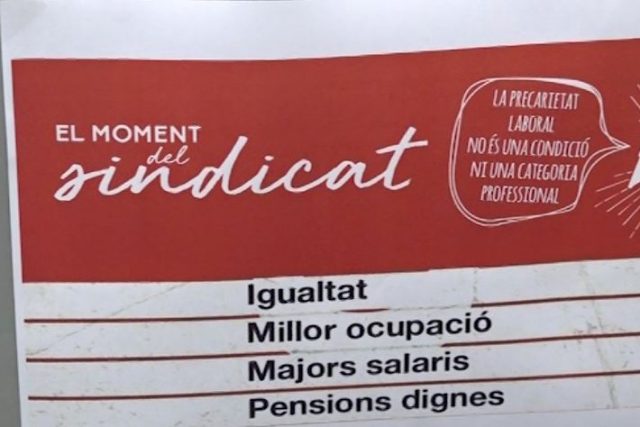 EL MOMENT
del
sindicat
LA PRECARIETAT
LABORAL
NO ÉS UNA CONDICIÓ
NI UNA CATEGORIA
PROFESSIONAL
Igualtat
Millor ocupació
Majors salaris
Pensions dignes